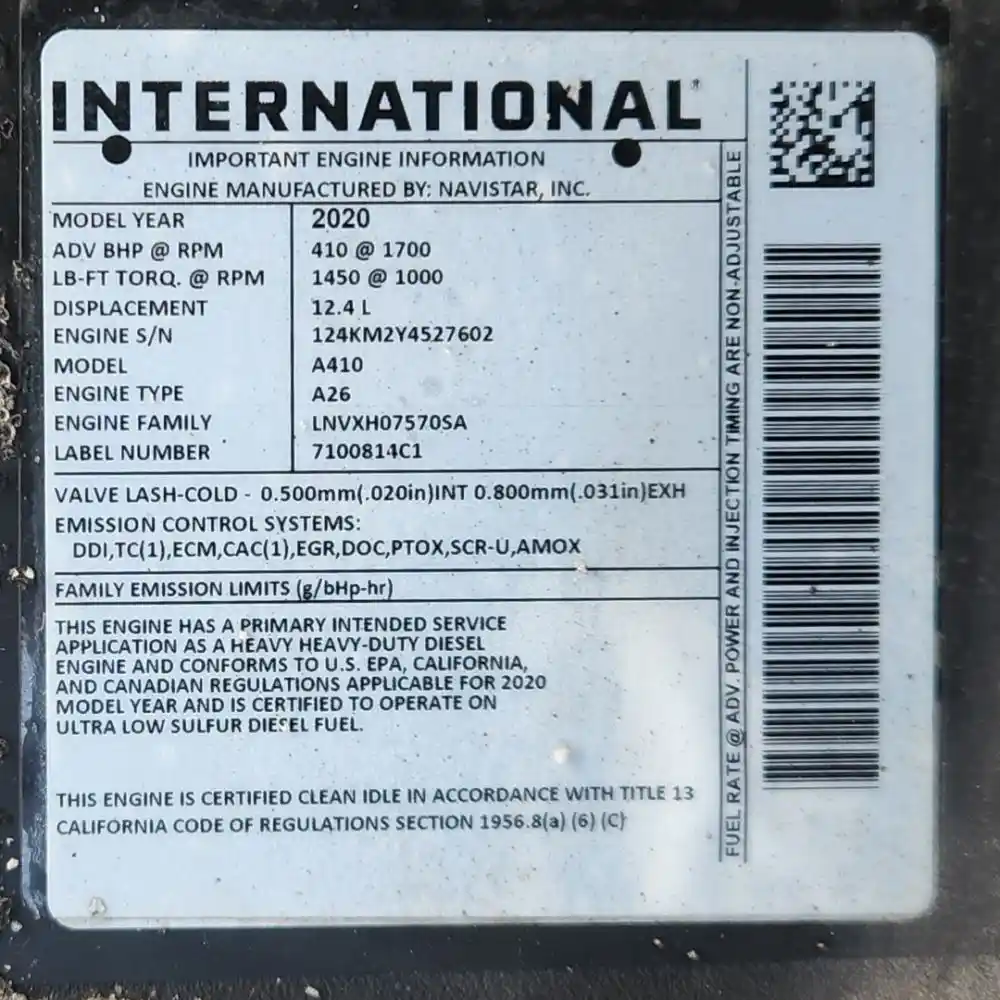 INTERNATIONAL®
IMPORTANT ENGINE INFORMATION
ENGINE MANUFACTURED BY: NAVISTAR, INC.
MODEL YEAR 2020
ADV BHP @ RPM 410 @ 1700
LB-FT TORQ. @ RPM 1450 @ 1000
DISPLACEMENT 12.4 L
ENGINE S/N 124KM2Y4527602
MODEL A410
ENGINE TYPE A26
ENGINE FAMILY LNVXH07570SA
LABEL NUMBER 7100814C1
VALVE LASH-COLD - 0.500mm(.020in)INT 0.800mm(.031in)EXH
EMISSION CONTROL SYSTEMS:
DDI,TC(1),ECM,CAC(1),EGR,DOC,PTOX,SCR-U,AMOX
FAMILY EMISSION LIMITS (g/bHp-hr)
THIS ENGINE HAS A PRIMARY INTENDED SERVICE
APPLICATION AS A HEAVY HEAVY-DUTY DIESEL
ENGINE AND CONFORMS TO U.S. EPA, CALIFORNIA,
AND CANADIAN REGULATIONS APPLICABLE FOR 2020
MODEL YEAR AND IS CERTIFIED TO OPERATE ON
ULTRA LOW SULFUR DIESEL FUEL.
THIS ENGINE IS CERTIFIED CLEAN IDLE IN ACCORDANCE WITH TITLE 13
CALIFORNIA CODE OF REGULATIONS SECTION 1956.8(a) (6) (C)
FUEL RATE @ ADV. POWER AND INJECTION TIMING ARE NON-ADJUSTABLE